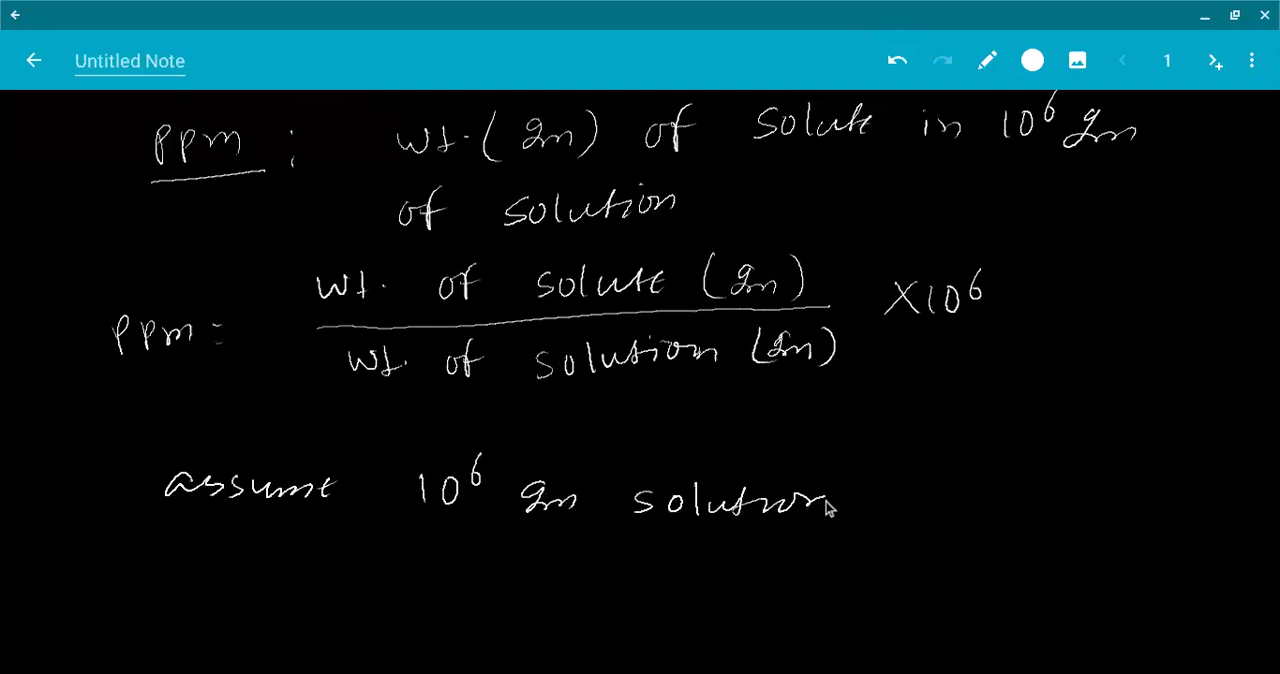 Untitled Note
1
ppm : wt. (gm) of solute in 10⁶ gm
of solution
wt. of solute (gm)
ppm = ―――――――― ×10⁶
wt. of solution (gm)
assume 10⁶ gm solution